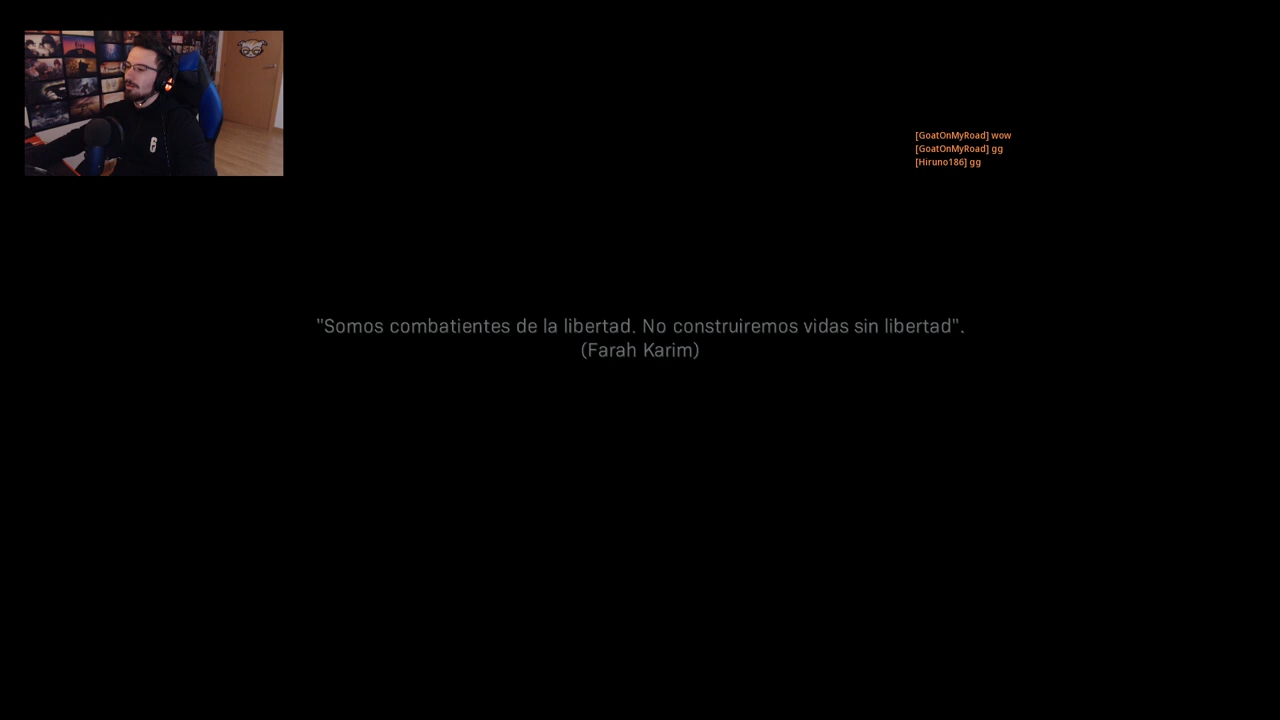 [GoatOnMyRoad] wow
[GoatOnMyRoad] gg
[Hiruno186] gg
"Somos combatientes de la libertad. No construiremos vidas sin libertad".
(Farah Karim)